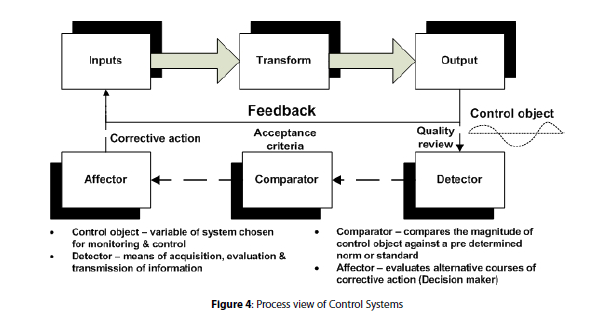 Inputs
Transform
Output
Feedback
Control object
Corrective action
Acceptance
criteria
Quality
review
Affector
Comparator
Detector
• Control object – variable of system chosen
for monitoring & control
• Detector – means of acquisition, evaluation &
transmission of information
• Comparator – compares the magnitude of
control object against a pre determined
norm or standard
• Affector – evaluates alternative courses of
corrective action (Decision maker)
Figure 4: Process view of Control Systems